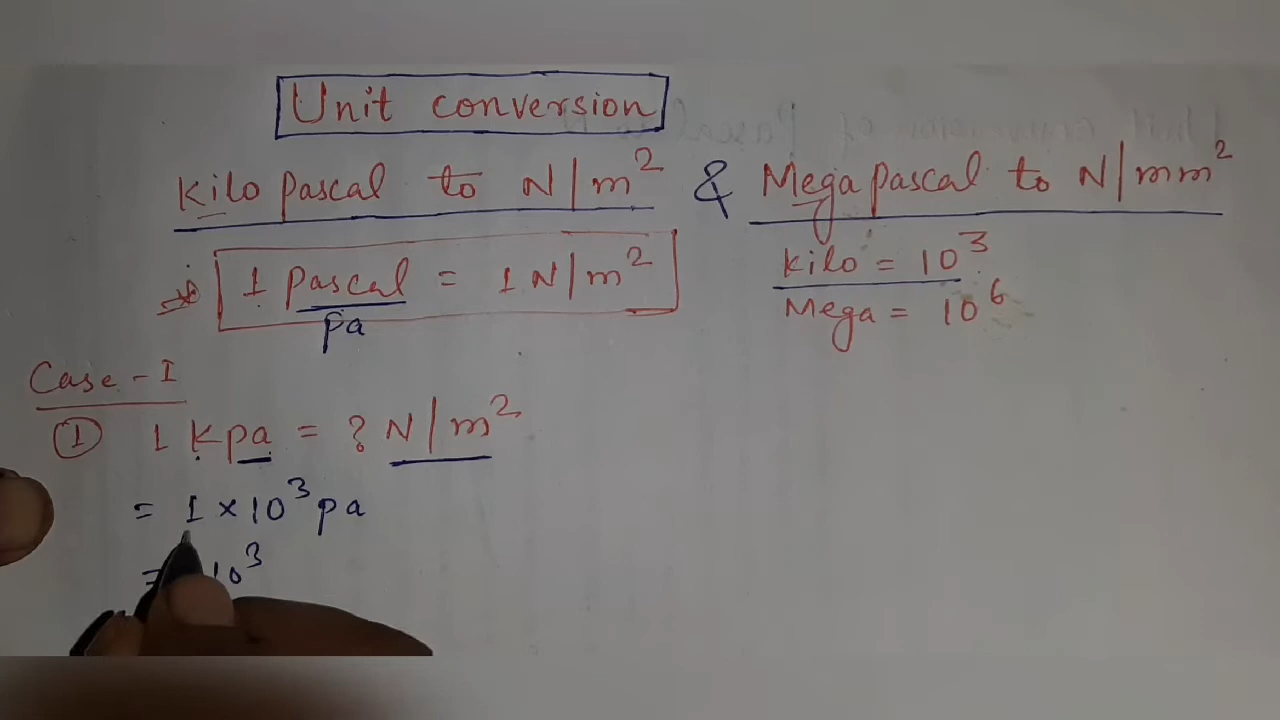 Unit conversion
Kilo Pascal to N/m² & Mega pascal to N/mm²
1 Pascal = 1 N/m²
pa
Kilo = 10³
Mega = 10⁶
Case - I
① 1 Kpa = ? N/m²
= 1 × 10³ pa
= 10³